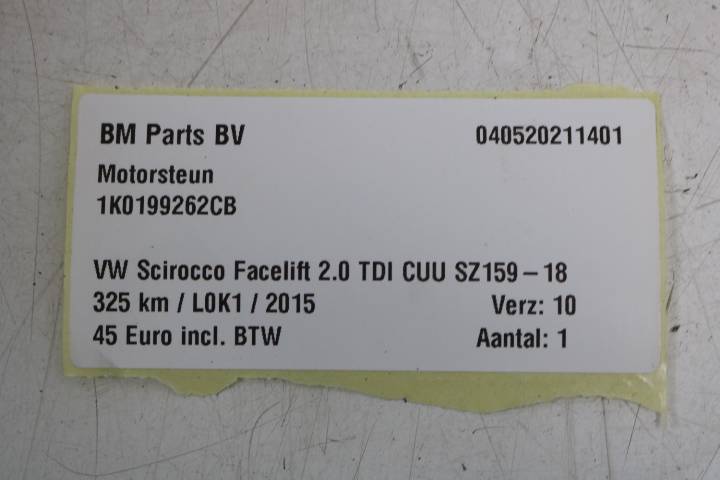 BM Parts BV 040520211401
Motorsteun
1K0199262CB
VW Scirocco Facelift 2.0 TDI CUU SZ159-18
325 km / L0K1 / 2015 Verz: 10
45 Euro incl. BTW Aantal: 1